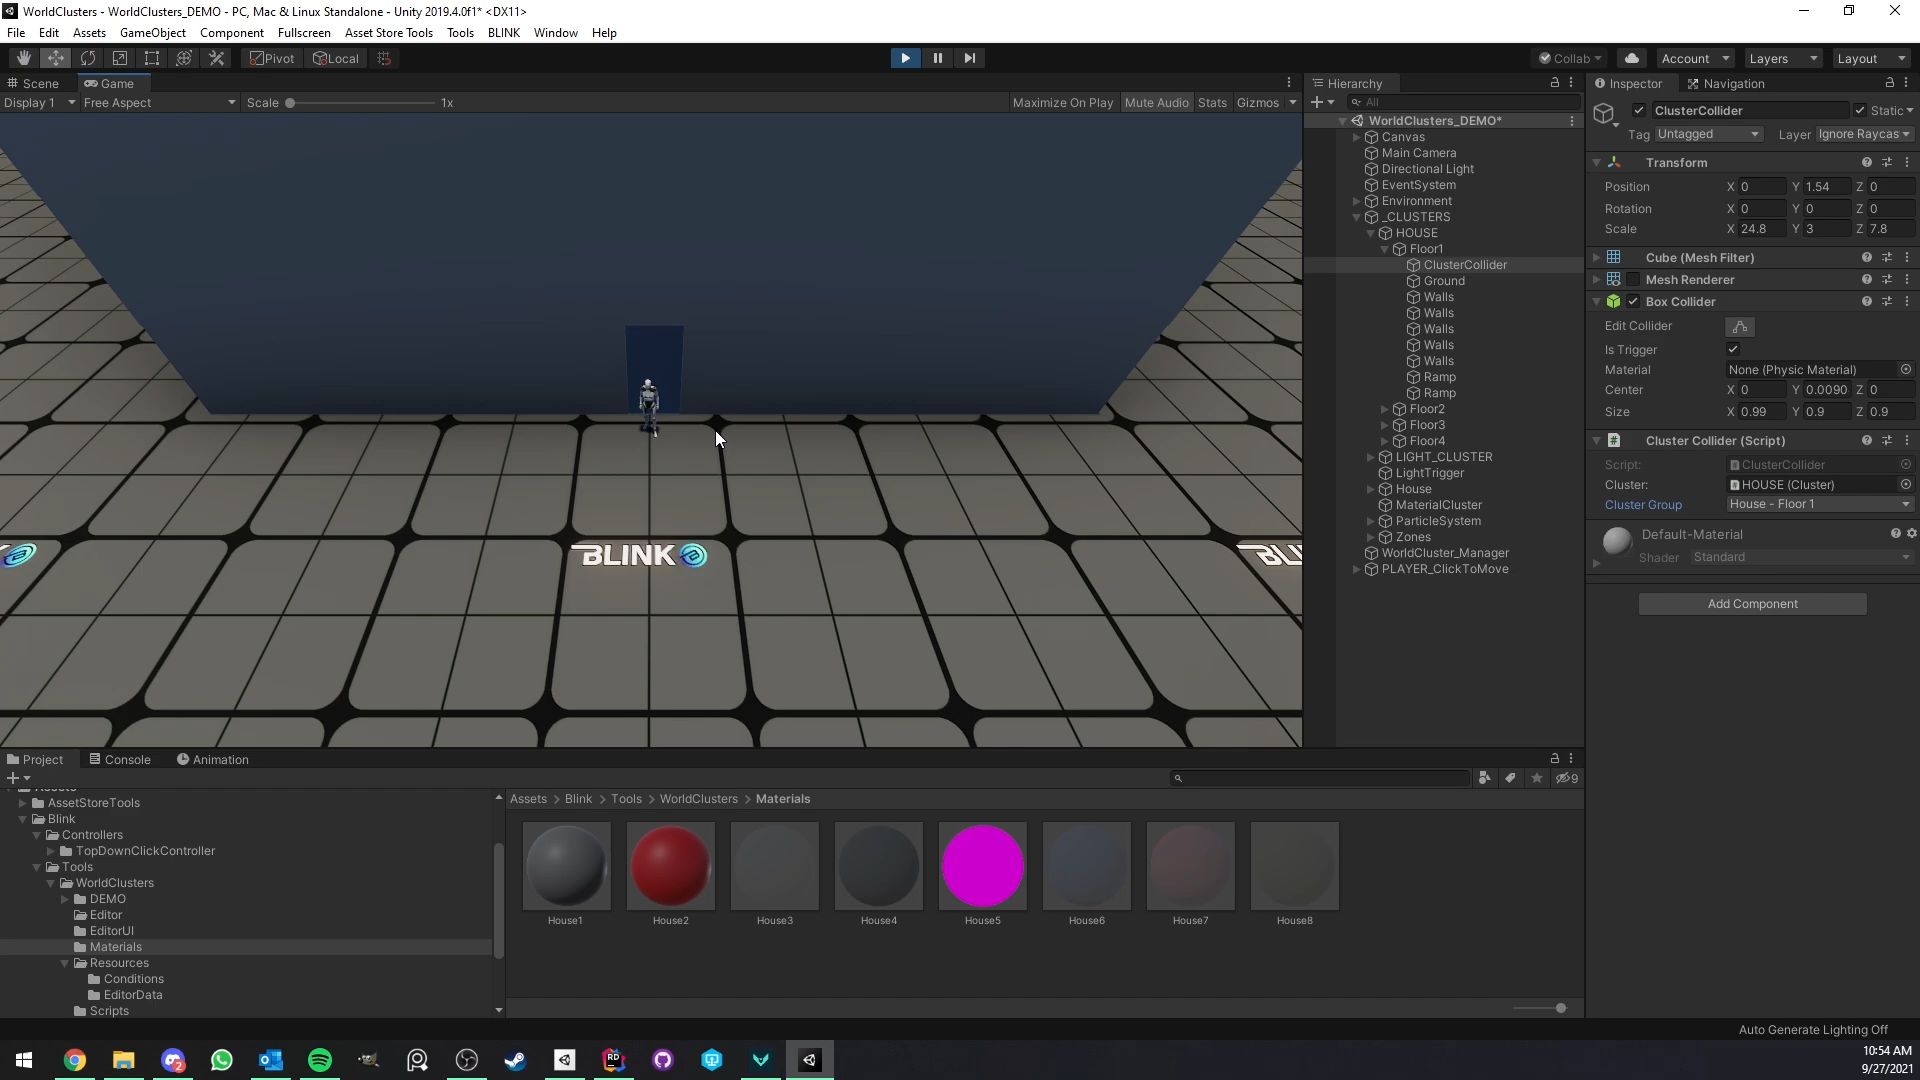 WorldClusters - WorldClusters_DEMO - PC, Mac & Linux Standalone - Unity 2019.4.0f1* <DX11>
File Edit Assets GameObject Component Fullscreen Asset Store Tools Tools BLINK Window Help
Pivot Local Collab Account Layers Layout
Scene Game
Display 1 Free Aspect Scale 1x Maximize On Play Mute Audio Stats Gizmos
BLINK
Hierarchy
All
WorldClusters_DEMO*
Canvas
Main Camera
Directional Light
EventSystem
Environment
_CLUSTERS
HOUSE
Floor1
ClusterCollider
Ground
Walls
Walls
Walls
Walls
Walls
Ramp
Ramp
Floor2
Floor3
Floor4
LIGHT_CLUSTER
LightTrigger
House
MaterialCluster
ParticleSystem
Zones
WorldCluster_Manager
PLAYER_ClickToMove
Inspector Navigation
ClusterCollider Static
Tag Untagged Layer Ignore Raycas
Transform
Position X 0 Y 1.54 Z 0
Rotation X 0 Y 0 Z 0
Scale X 24.8 Y 3 Z 7.8
Cube (Mesh Filter)
Mesh Renderer
Box Collider
Edit Collider
Is Trigger
Material None (Physic Material)
Center X 0 Y 0.0090 Z 0
Size X 0.99 Y 0.9 Z 0.9
Cluster Collider (Script)
Script: ClusterCollider
Cluster: HOUSE (Cluster)
Cluster Group House - Floor 1
Default-Material
Shader Standard
Add Component
Project Console Animation
9
Assets
AssetStoreTools
Blink
Controllers
TopDownClickController
Tools
WorldClusters
DEMO
Editor
EditorUI
Materials
Resources
Conditions
EditorData
Scripts
Assets > Blink > Tools > WorldClusters > Materials
House1 House2 House3 House4 House5 House6 House7 House8
Auto Generate Lighting Off
2
RD
10:54 AM
9/27/2021